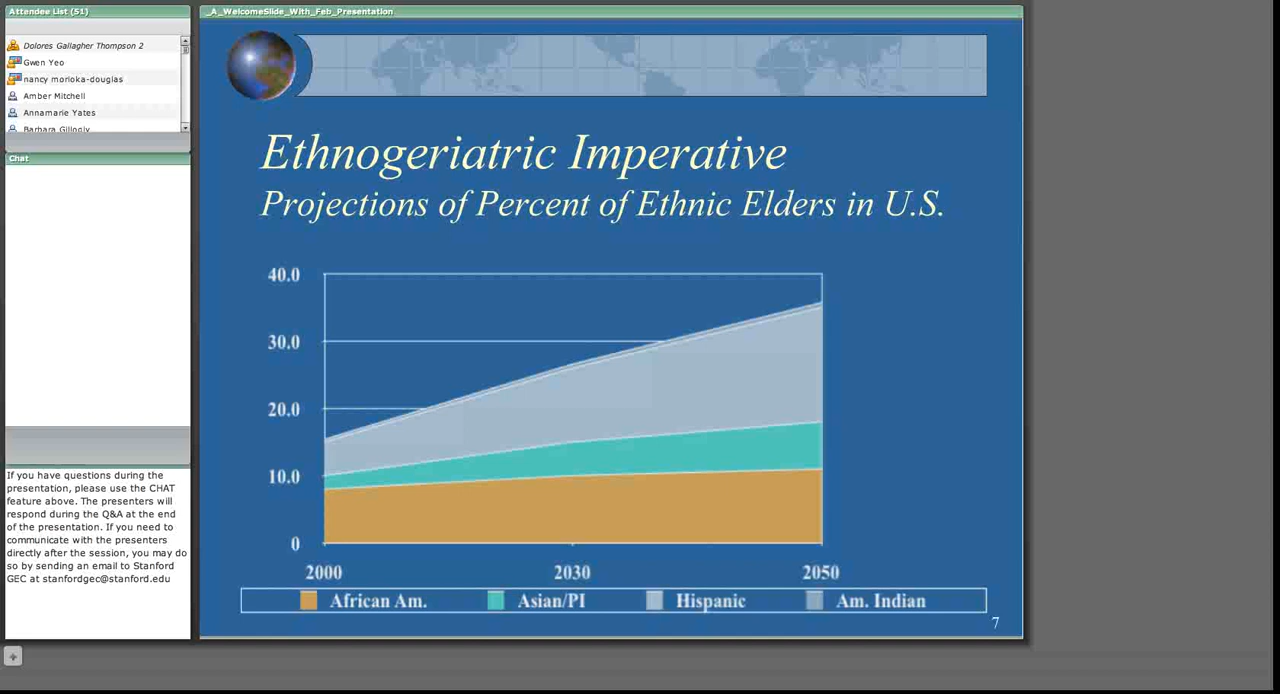 Attendee List (51)
Dolores Gallagher Thompson 2
Gwen Yeo
nancy morioka-douglas
Amber Mitchell
Annamarie Yates
Barbara Gillogly
Chat
If you have questions during the
presentation, please use the CHAT
feature above. The presenters will
respond during the Q&A at the end
of the presentation. If you need to
communicate with the presenters
directly after the session, you may do
so by sending an email to Stanford
GEC at stanfordgec@stanford.edu
_A_WelcomeSlide_With_Feb_Presentation
Ethnogeriatric Imperative
Projections of Percent of Ethnic Elders in U.S.
40.0
30.0
20.0
10.0
0
2000 2030 2050
African Am. Asian/PI Hispanic Am. Indian
7